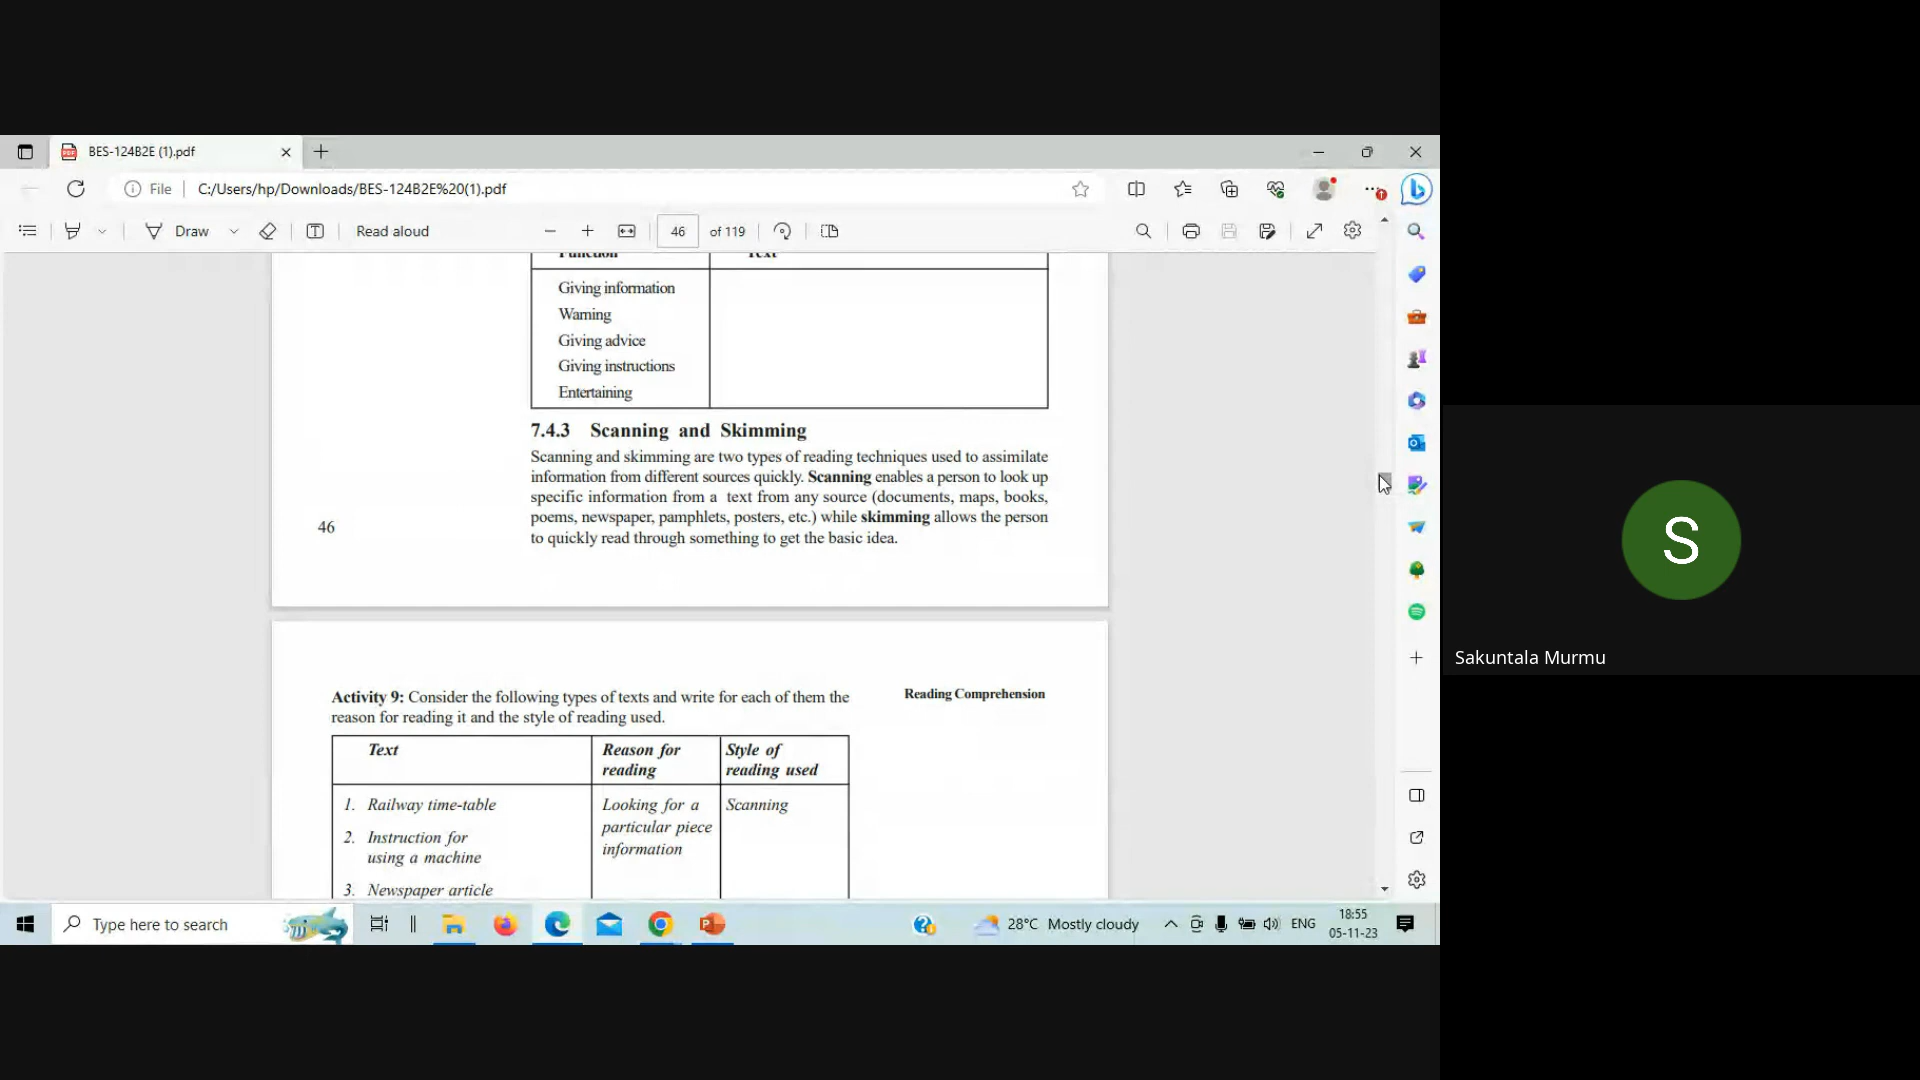 BES-124B2E (1).pdf
File C:/Users/hp/Downloads/BES-124B2E%20(1).pdf
Draw Read aloud 46 of 119
Function Text
Giving information
Warning
Giving advice
Giving instructions
Entertaining
7.4.3 Scanning and Skimming
Scanning and skimming are two types of reading techniques used to assimilate
information from different sources quickly. Scanning enables a person to look up
specific information from a text from any source (documents, maps, books,
poems, newspaper, pamphlets, posters, etc.) while skimming allows the person
to quickly read through something to get the basic idea.
46
Activity 9: Consider the following types of texts and write for each of them the
reason for reading it and the style of reading used.
Reading Comprehension
Text Reason for Style of
reading reading used
1. Railway time-table Looking for a Scanning
particular piece
2. Instruction for
using a machine
information
3. Newspaper article
Type here to search
28°C Mostly cloudy
ENG
18:55
05-11-23
S
Sakuntala Murmu